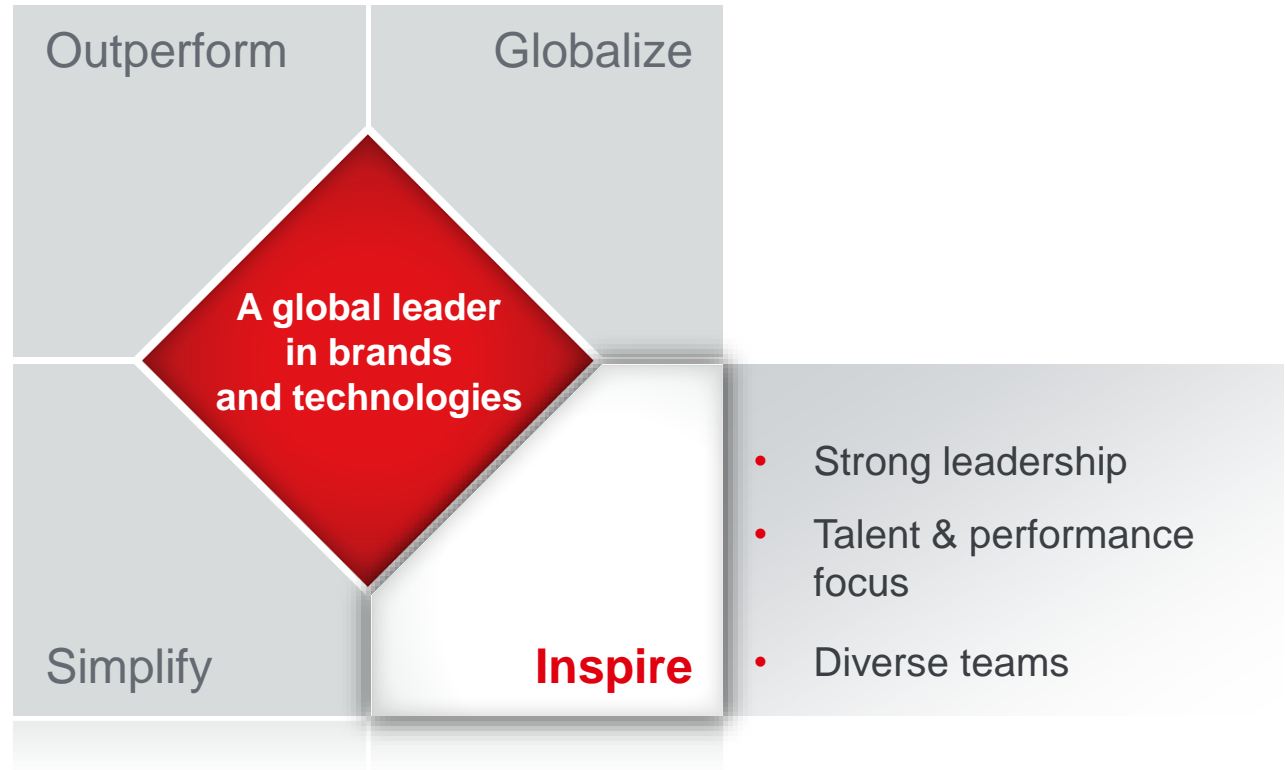 Outperform
Globalize
A global leader
in brands
and technologies
Simplify
Inspire
• Strong leadership
• Talent & performance
focus
• Diverse teams